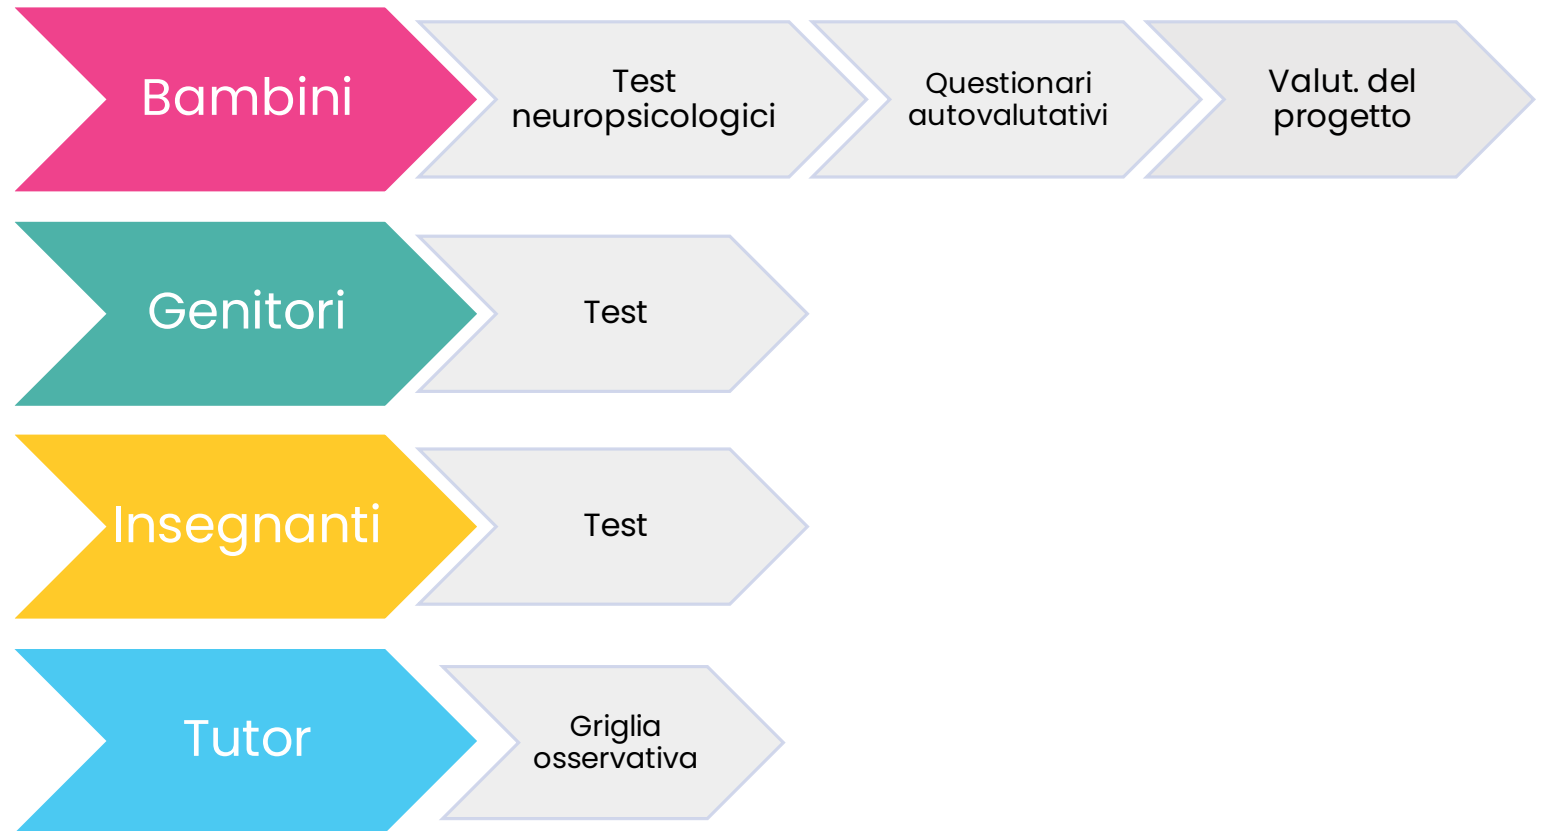 Bambini
Test
neuropsicologici
Questionari
autovalutativi
Valut. del
progetto
Genitori
Test
Insegnanti
Test
Tutor
Griglia
osservativa